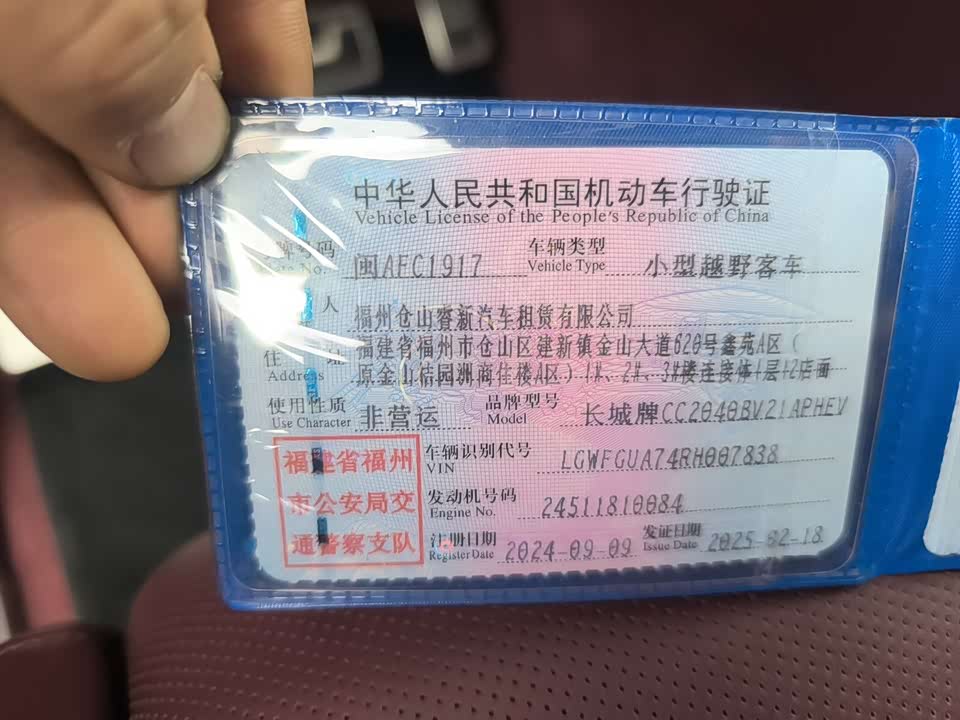 中华人民共和国机动车行驶证
Vehicle License of the People's Republic of China
牌号码 闽AFC1917 车辆类型 小型越野客车
No. Vehicle Type
人 福州仓山睿新汽车租赁有限公司
住 址 福建省福州市仓山区建新镇金山大道620号鑫苑A区（
Address 原金山桔园洲商住楼A区）1#、2#、3#楼连接体1层12店面
使用性质 非营运 品牌型号 长城牌CC2040BV21APHEV
Use Character Model
福建省福州 车辆识别代号 LGWFGUA74RH007838
VIN
市公安局交 发动机号码 24511810084
Engine No.
通警察支队 注册日期 2024-09-09 发证日期 2025-02-18
Register Date Issue Date